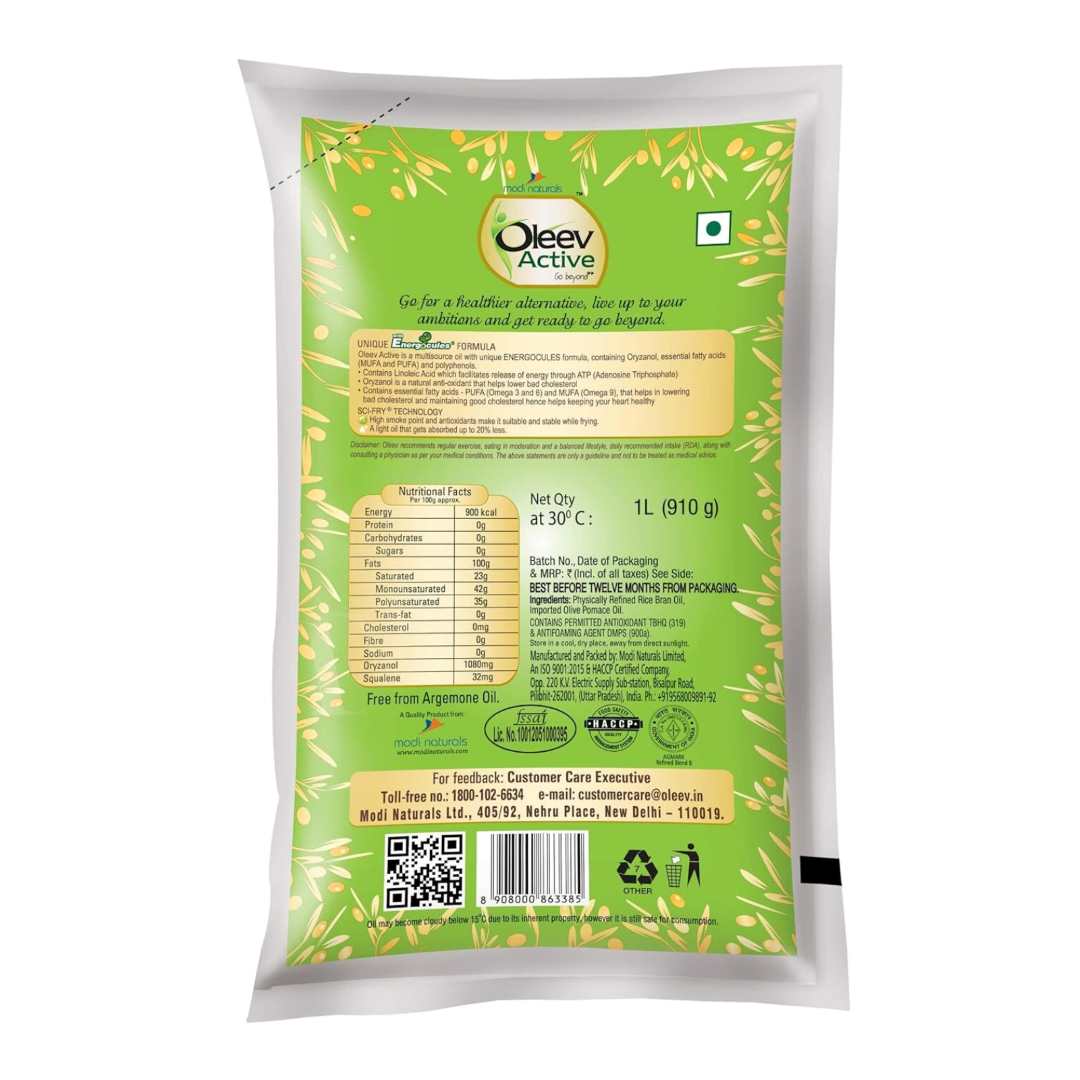 modi naturals
Oleev
Active
Go beyond
TM
Go for a healthier alternative, live up to your
ambitions and get ready to go beyond.
UNIQUE Energocules® FORMULA
Oleev Active is a multisource oil with unique ENERGOCULES formula, containing Oryzanol, essential fatty acids
(MUFA and PUFA) and polyphenols.
• Contains Linoleic Acid which facilitates release of energy through ATP (Adenosine Triphosphate)
• Oryzanol is a natural anti-oxidant that helps lower bad cholesterol
• Contains essential fatty acids - PUFA (Omega 3 and 6) and MUFA (Omega 9), that helps in lowering
bad cholesterol and maintaining good cholesterol hence helps keeping your heart healthy
SCI-FRY® TECHNOLOGY
High smoke point and antioxidants make it suitable and stable while frying.
A light oil that gets absorbed up to 20% less.
Disclaimer: Oleev recommends regular exercise, eating in moderation and a balanced lifestyle, daily recommended intake (RDA), along with
consulting a physician as per your medical conditions. The above statements are only a guideline and not to be treated as medical advice.
Nutritional Facts
Per 100g approx.
Energy 900 kcal
Protein 0g
Carbohydrates 0g
Sugars 0g
Fats 100g
Saturated 23g
Monounsaturated 42g
Polyunsaturated 35g
Trans-fat 0g
Cholesterol 0mg
Fibre 0g
Sodium 0g
Oryzanol 1080mg
Squalene 32mg
Free from Argemone Oil.
A Quality Product from:
modi naturals
www.modinaturals.com
Net Qty
at 30⁰ C : 1L (910 g)
Batch No., Date of Packaging
& MRP: ₹ (Incl. of all taxes) See Side:
BEST BEFORE TWELVE MONTHS FROM PACKAGING.
Ingredients: Physically Refined Rice Bran Oil,
Imported Olive Pomace Oil.
CONTAINS PERMITTED ANTIOXIDANT TBHQ (319)
& ANTIFOAMING AGENT DMPS (900a).
Store in a cool, dry place, away from direct sunlight.
Manufactured and Packed by: Modi Naturals Limited,
An ISO 9001:2015 & HACCP Certified Company,
Opp. 220 K.V. Electric Supply Sub-station, Bisalpur Road,
Pilibhit-262001, (Uttar Pradesh), India. Ph.: +919568009891-92
fssai
Lic. No. 10012051000395
FOOD SAFETY
HACCP
QUALITY
MANAGEMENT SYSTEM
GOVERNMENT OF INDIA
AGMARK
Refined Blend B
For feedback: Customer Care Executive
Toll-free no.: 1800-102-6634 e-mail: customercare@oleev.in
Modi Naturals Ltd., 405/92, Nehru Place, New Delhi – 110019.
8 908000 863385
7
OTHER
Oil may become cloudy below 15°C due to its inherent property, however it is still safe for consumption.